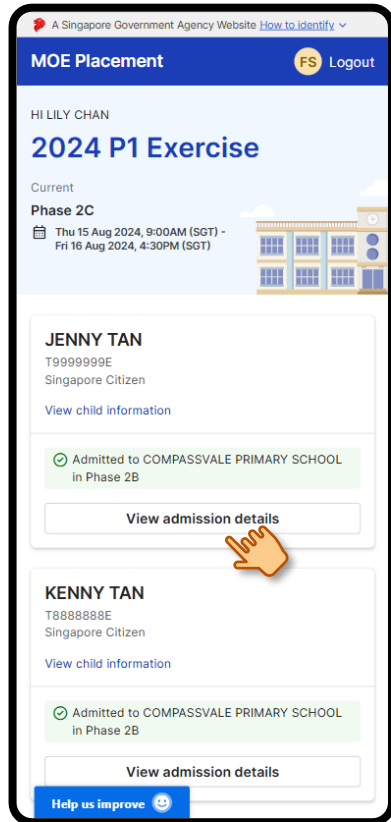 A Singapore Government Agency Website How to identify
MOE Placement
FS Logout
HI LILY CHAN
2024 P1 Exercise
Current
Phase 2C
Thu 15 Aug 2024, 9:00AM (SGT) -
Fri 16 Aug 2024, 4:30PM (SGT)
JENNY TAN
T9999999E
Singapore Citizen
View child information
Admitted to COMPASSVALE PRIMARY SCHOOL
in Phase 2B
View admission details
KENNY TAN
T8888888E
Singapore Citizen
View child information
Admitted to COMPASSVALE PRIMARY SCHOOL
in Phase 2B
View admission details
Help us improve